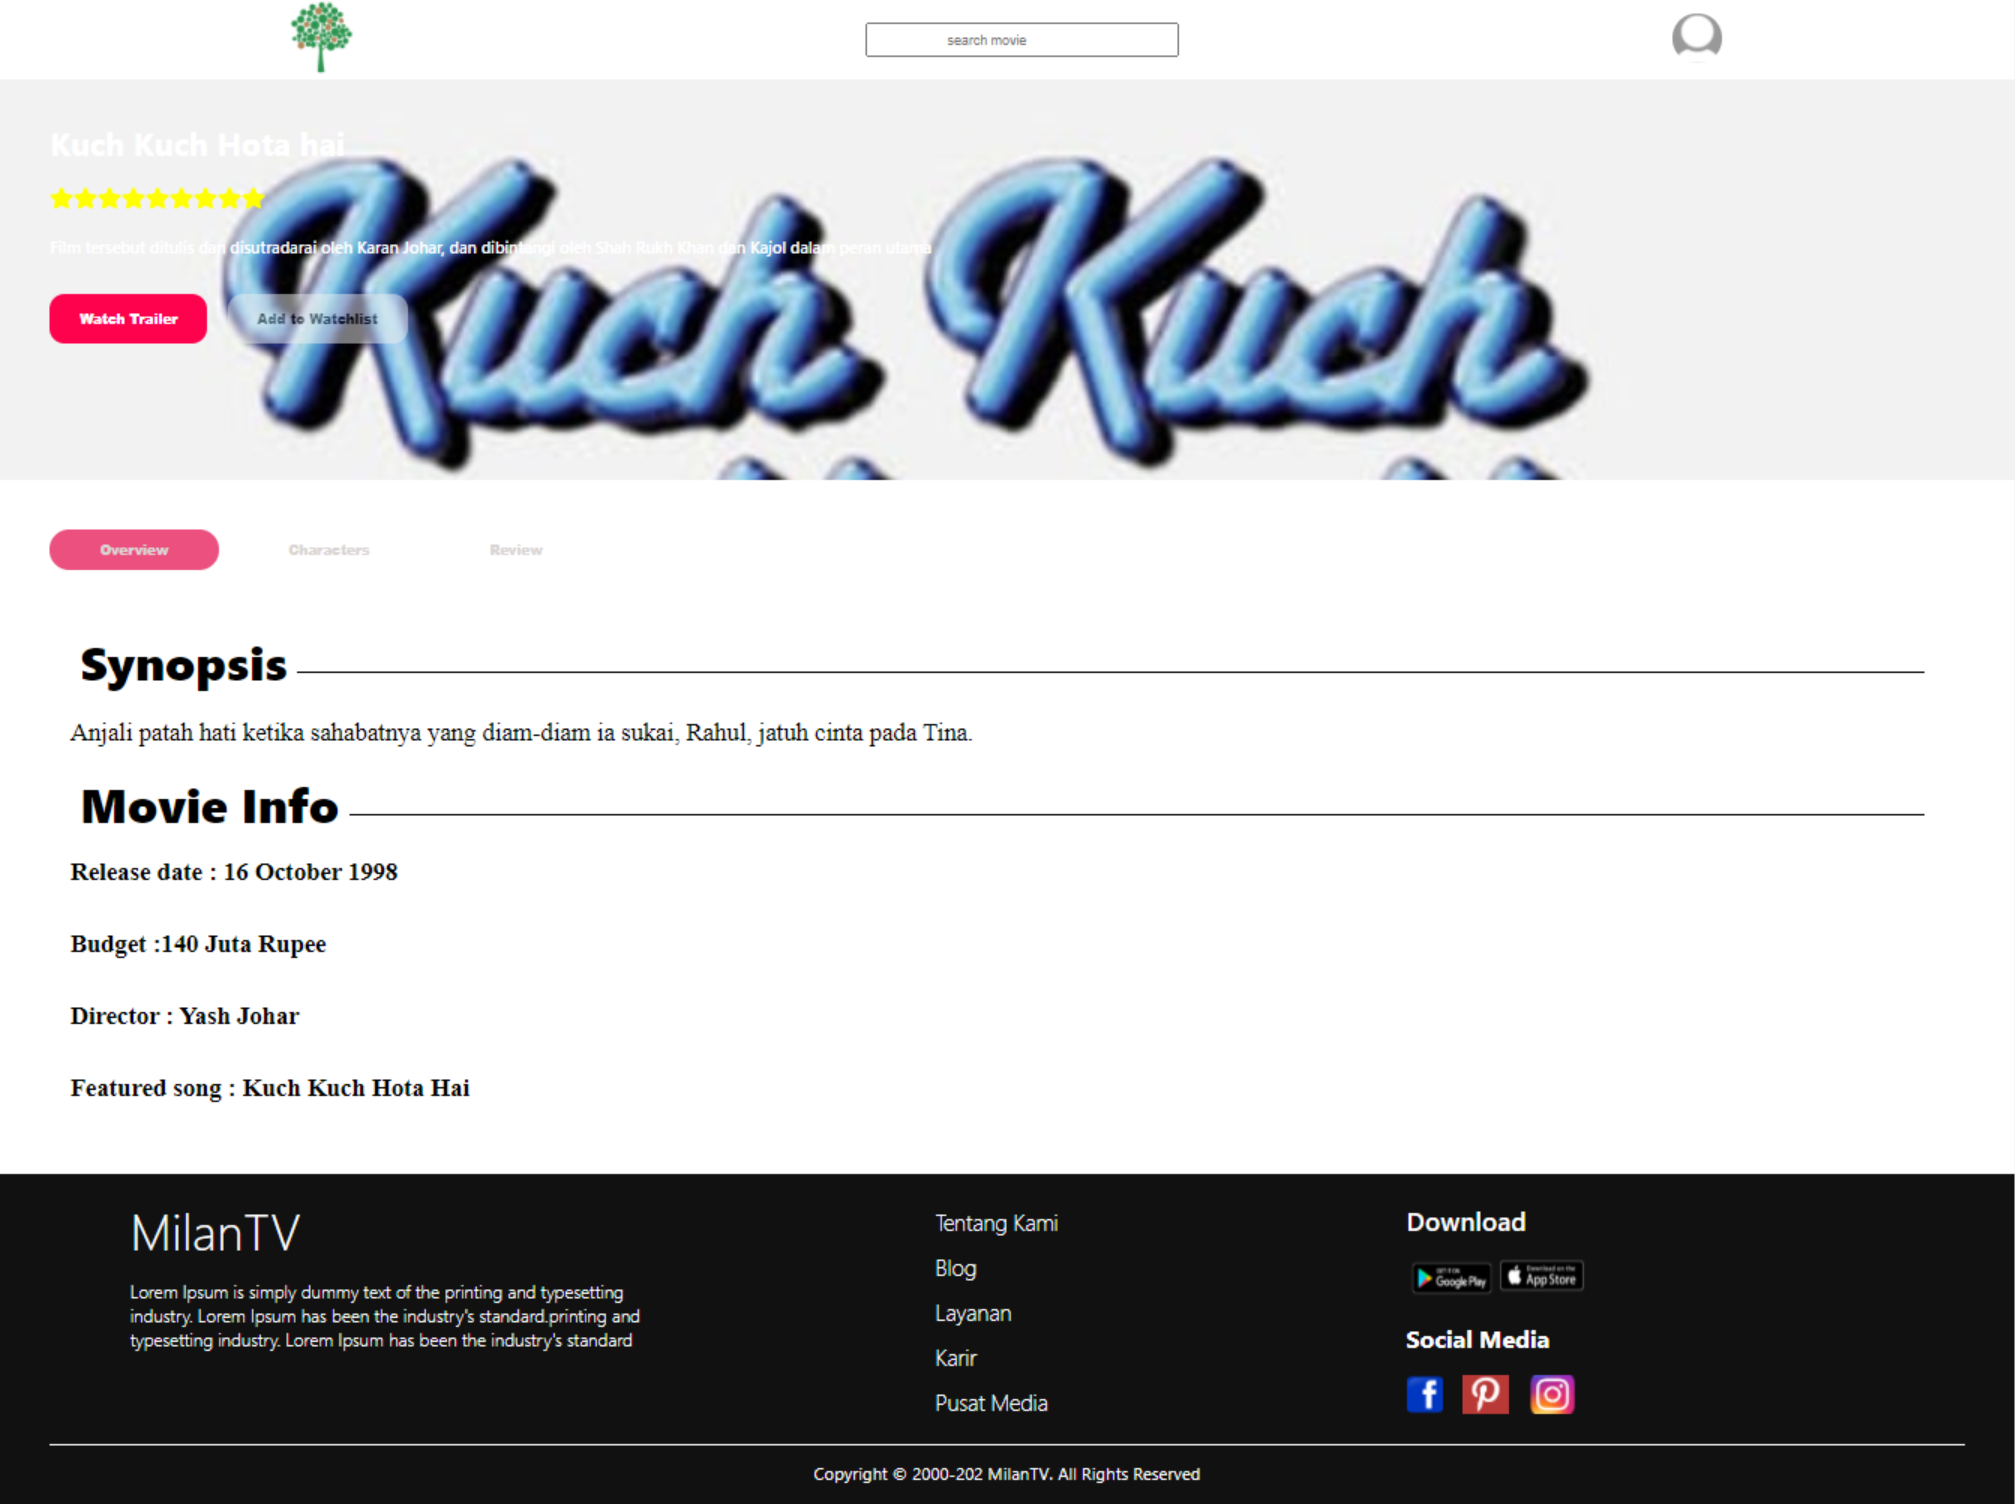 search movie
Kuch Kuch Hota hai
Film tersebut ditulis dan disutradarai oleh Karan Johar, dan dibintangi oleh Shah Rukh Khan dan Kajol dalam peran utama
Watch Trailer
Add to Watchlist
Kuch Kuch
Overview
Characters
Review
Synopsis
Anjali patah hati ketika sahabatnya yang diam-diam ia sukai, Rahul, jatuh cinta pada Tina.
Movie Info
Release date : 16 October 1998
Budget :140 Juta Rupee
Director : Yash Johar
Featured song : Kuch Kuch Hota Hai
MilanTV
Lorem Ipsum is simply dummy text of the printing and typesetting
industry. Lorem Ipsum has been the industry's standard.printing and
typesetting industry. Lorem Ipsum has been the industry's standard
Tentang Kami
Blog
Layanan
Karir
Pusat Media
Download
GET IT ON
Google Play
Download on the
App Store
Social Media
Copyright © 2000-202 MilanTV. All Rights Reserved